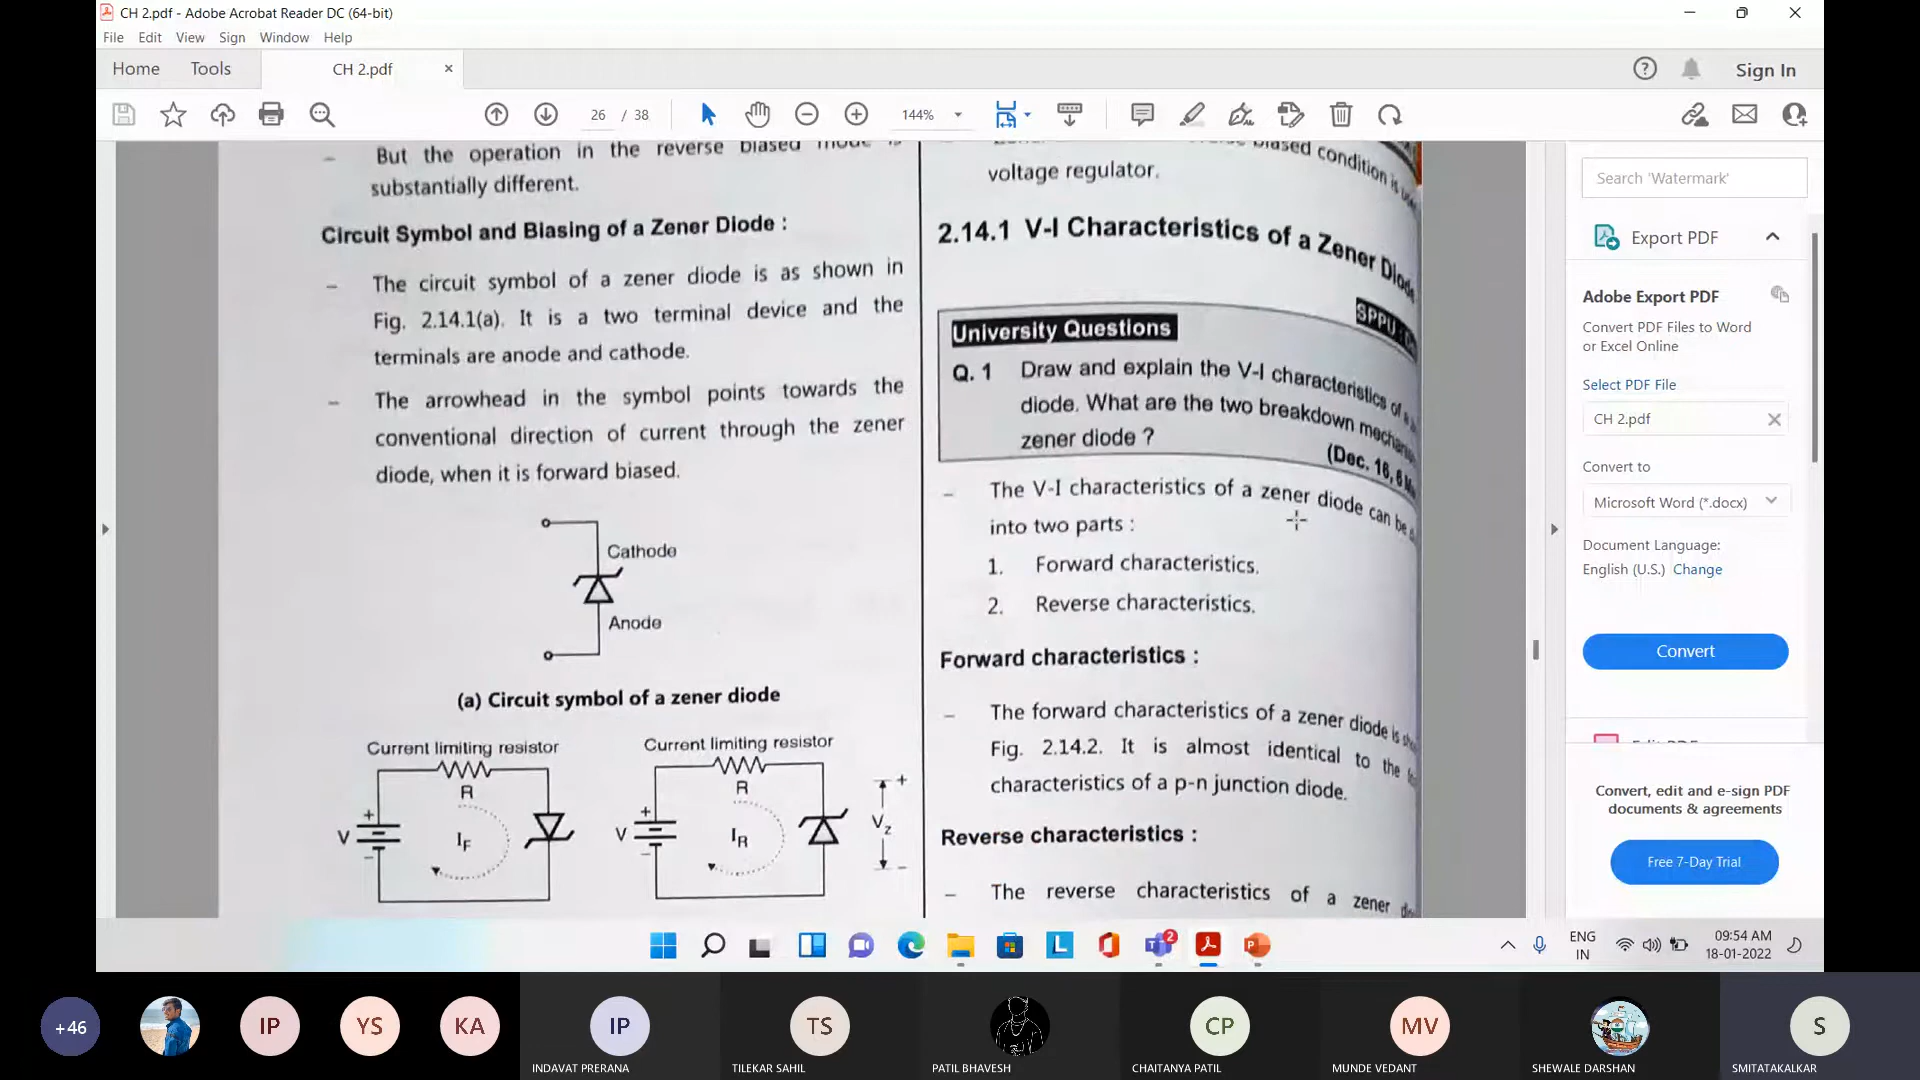 CH 2.pdf - Adobe Acrobat Reader DC (64-bit)
File Edit View Sign Window Help
Home Tools CH 2.pdf × Sign In
26 / 38 144%
But the operation in the reverse biased mode is
substantially different.
Circuit Symbol and Biasing of a Zener Diode :
– The circuit symbol of a zener diode is as shown in
Fig. 2.14.1(a). It is a two terminal device and the
terminals are anode and cathode.
– The arrowhead in the symbol points towards the
conventional direction of current through the zener
diode, when it is forward biased.
Cathode
Anode
(a) Circuit symbol of a zener diode
Current limiting resistor
R
+
V
–
IF
Current limiting resistor
R
+
V
–
IR
+
Vz
–
biased condition is
voltage regulator.
2.14.1 V-I Characteristics of a Zener Diode
SPPU :
University Questions
Q. 1 Draw and explain the V-I characteristics of a
diode. What are the two breakdown
zener diode ?
(Dec. 16, 6
– The V-I characteristics of a zener diode can be
into two parts :
1. Forward characteristics.
2. Reverse characteristics.
Forward characteristics :
– The forward characteristics of a zener diode is
Fig. 2.14.2. It is almost identical to the
characteristics of a p-n junction diode.
Reverse characteristics :
– The reverse characteristics of a zener
Search 'Watermark'
Export PDF
Adobe Export PDF
Convert PDF Files to Word
or Excel Online
Select PDF File
CH 2.pdf
Convert to
Microsoft Word (*.docx)
Document Language:
English (U.S.) Change
Convert
Convert, edit and e-sign PDF
documents & agreements
Free 7-Day Trial
2
ENG
IN
09:54 AM
18-01-2022
+46
IP
YS
KA
IP
TS
CP
MV
S
INDAVAT PRERANA
TILEKAR SAHIL
PATIL BHAVESH
CHAITANYA PATIL
MUNDE VEDANT
SHEWALE DARSHAN
SMITATAKALKAR